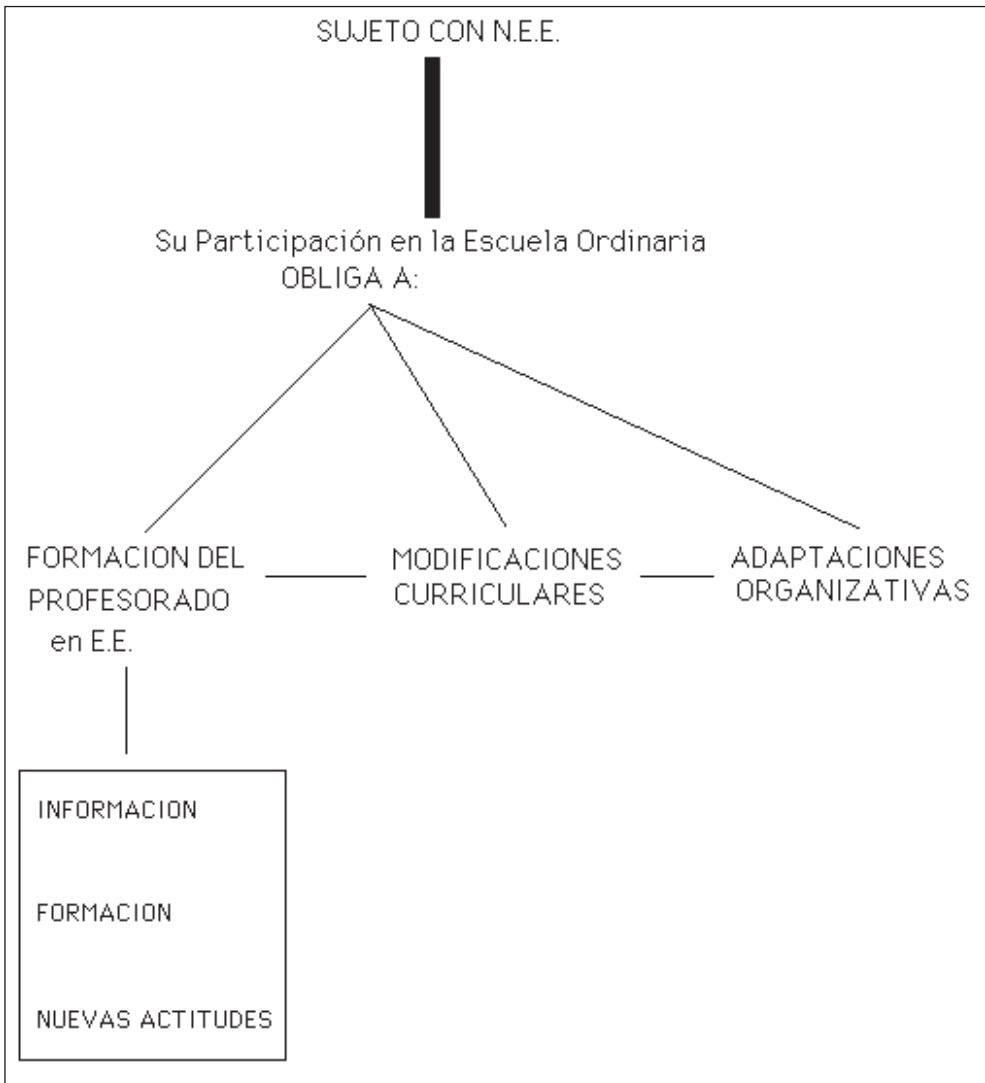 SUJETO CON N.E.E.
Su Participación en la Escuela Ordinaria
OBLIGA A:
FORMACION DEL
PROFESORADO
en E.E.
MODIFICACIONES
CURRICULARES
ADAPTACIONES
ORGANIZATIVAS
INFORMACION
FORMACION
NUEVAS ACTITUDES